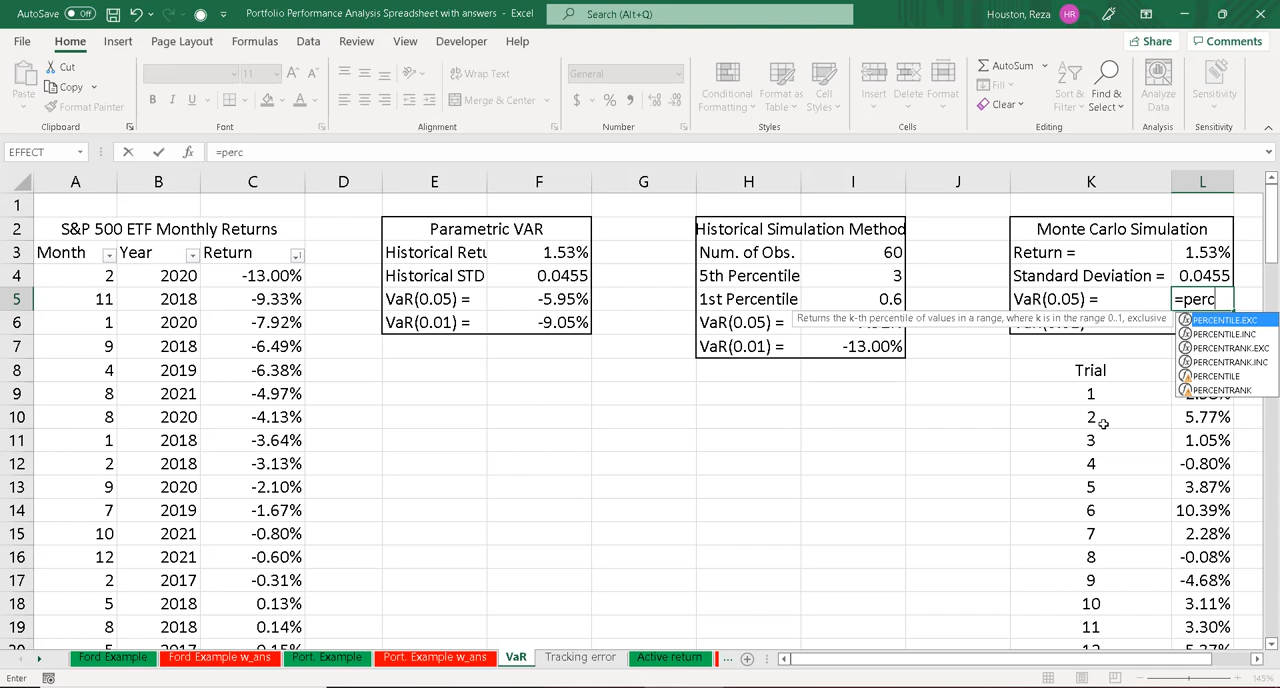 AutoSave Off Portfolio Performance Analysis Spreadsheet with answers - Excel Search (Alt+Q) Houston, Reza HR
File Home Insert Page Layout Formulas Data Review View Developer Help Share Comments
Paste Cut Copy Format Painter Clipboard
11 B I U Font
Wrap Text Merge & Center Alignment
General $ % Number
Conditional Formatting Format as Table Cell Styles Styles
Insert Delete Format Cells
AutoSum Fill Clear Sort & Filter Find & Select Editing
Analyze Data Analysis
Sensitivity Sensitivity
EFFECT fx =perc
A B C D E F G H I J K L
1
2 S&P 500 ETF Monthly Returns Parametric VAR Historical Simulation Method Monte Carlo Simulation
3 Month Year Return Historical Retu 1.53% Num. of Obs. 60 Return = 1.53%
4 2 2020 -13.00% Historical STD 0.0455 5th Percentile 3 Standard Deviation = 0.0455
5 11 2018 -9.33% VaR(0.05) = -5.95% 1st Percentile 0.6 VaR(0.05) = =perc
6 1 2020 -7.92% VaR(0.01) = -9.05% VaR(0.05) =
Returns the k-th percentile of values in a range, where k is in the range 0..1, exclusive
PERCENTILE.EXC
PERCENTILE.INC
PERCENTRANK.EXC
PERCENTRANK.INC
PERCENTILE
PERCENTRANK
7 9 2018 -6.49% VaR(0.01) = -13.00%
8 4 2019 -6.38% Trial
9 8 2021 -4.97% 1
10 8 2020 -4.13% 2 5.77%
11 1 2018 -3.64% 3 1.05%
12 2 2018 -3.13% 4 -0.80%
13 9 2020 -2.10% 5 3.87%
14 7 2019 -1.67% 6 10.39%
15 10 2021 -0.80% 7 2.28%
16 12 2021 -0.60% 8 -0.08%
17 2 2017 -0.31% 9 -4.68%
18 5 2018 0.13% 10 3.11%
19 8 2018 0.14% 11 3.30%
Ford Example Ford Example w_ans Port. Example Port. Example w_ans VaR Tracking error Active return ...
Enter 145%